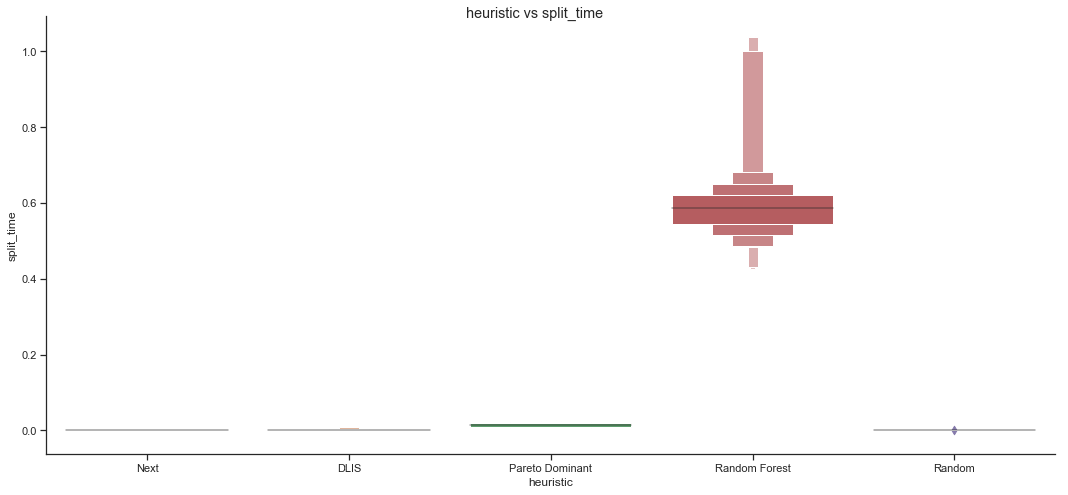 heuristic vs split_time
1.0
0.8
0.6
0.4
0.2
0.0
split_time
Next DLIS Pareto Dominant Random Forest Random
heuristic